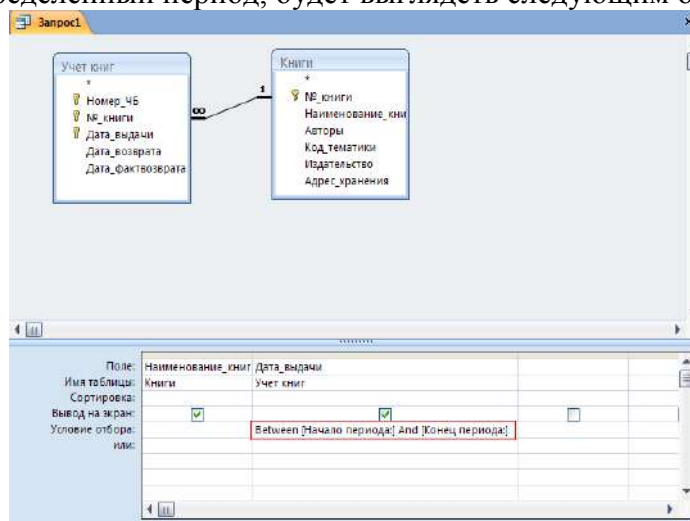 ределенный период, будет выглядеть следующим о
Запрос1
Учет книг
*
Номер_ЧБ
№_книги
Дата_выдачи
Дата_возврата
Дата_фактвозврата
∞
1
Книги
*
№_книги
Наименование_кни
Авторы
Код_тематики
Издательство
Адрес_хранения
Поле: Наименование_книг Дата_выдачи
Имя таблицы: Книги Учет книг
Сортировка:
Вывод на экран:
Условие отбора: Between [Начало периода:] And [Конец периода:]
или: